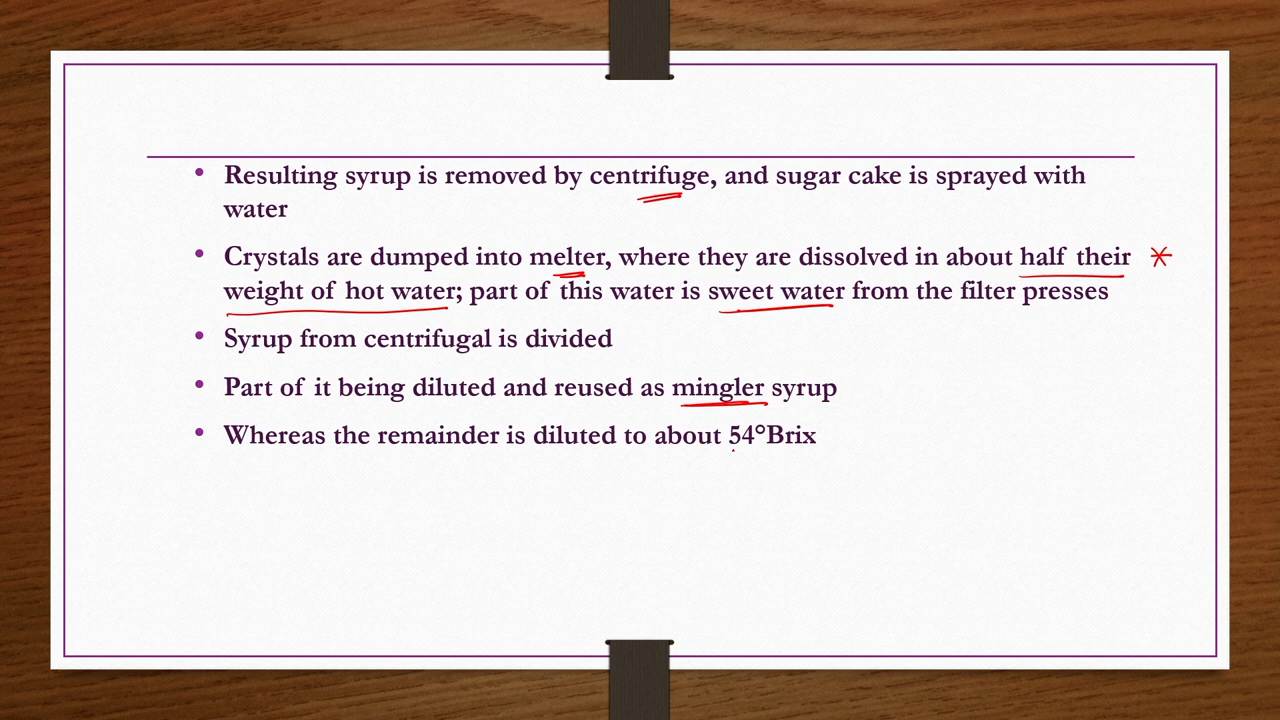 • Resulting syrup is removed by centrifuge, and sugar cake is sprayed with
water
• Crystals are dumped into melter, where they are dissolved in about half their *
weight of hot water; part of this water is sweet water from the filter presses
• Syrup from centrifugal is divided
• Part of it being diluted and reused as mingler syrup
• Whereas the remainder is diluted to about 54°Brix